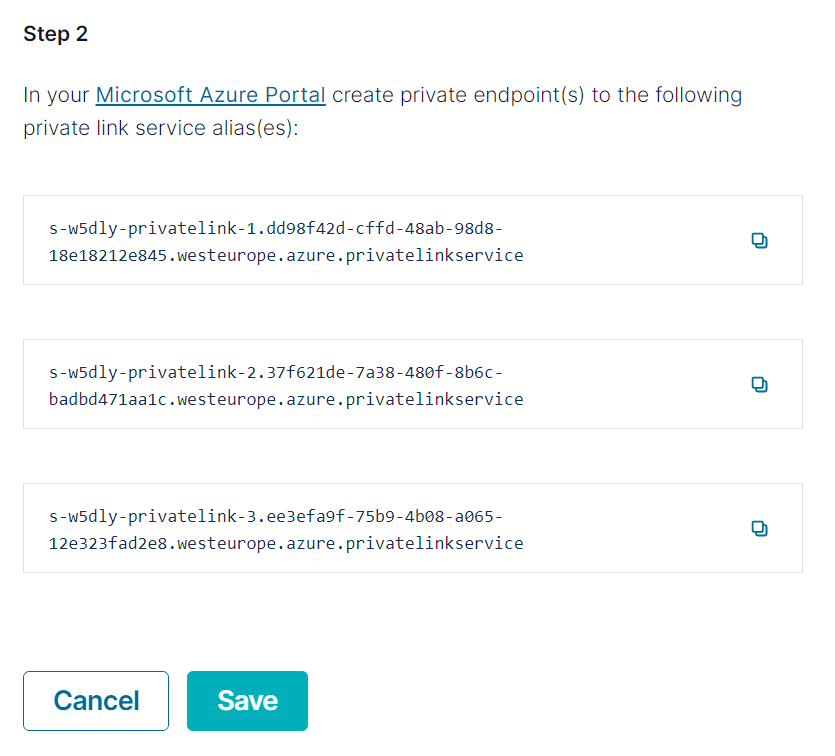 Step 2
In your Microsoft Azure Portal create private endpoint(s) to the following
private link service alias(es):
s-w5dly-privatelink-1.dd98f42d-cffd-48ab-98d8-
18e18212e845.westeurope.azure.privatelinkservice
s-w5dly-privatelink-2.37f621de-7a38-480f-8b6c-
badbd471aa1c.westeurope.azure.privatelinkservice
s-w5dly-privatelink-3.ee3efa9f-75b9-4b08-a065-
12e323fad2e8.westeurope.azure.privatelinkservice
Cancel Save